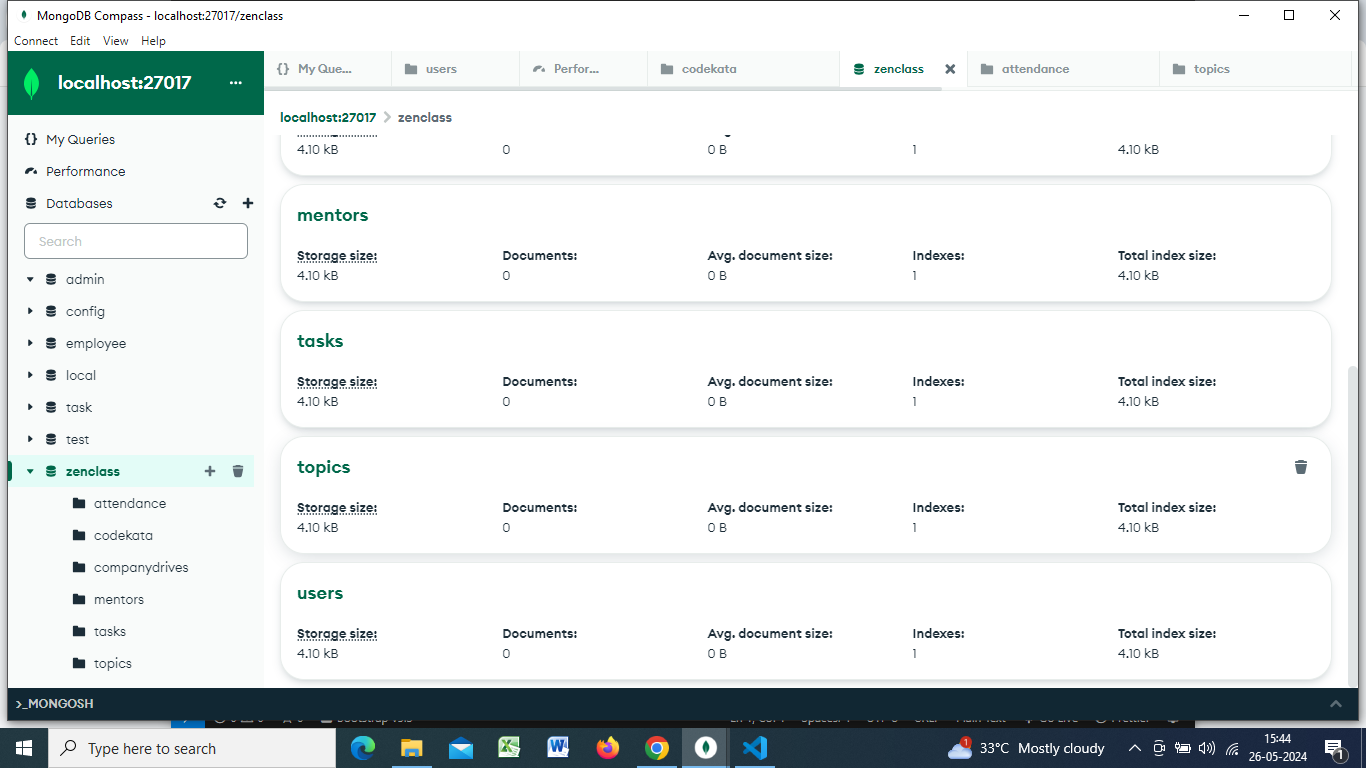 MongoDB Compass - localhost:27017/zenclass
Connect Edit View Help
localhost:27017 ...
{} My Queries
Performance
Databases
Search
admin
config
employee
local
task
test
zenclass
attendance
codekata
companydrives
mentors
tasks
topics
{} My Que... users Perfor... codekata zenclass attendance topics
localhost:27017 > zenclass
4.10 kB 0 0 B 1 4.10 kB
mentors
Storage size: Documents: Avg. document size: Indexes: Total index size:
4.10 kB 0 0 B 1 4.10 kB
tasks
Storage size: Documents: Avg. document size: Indexes: Total index size:
4.10 kB 0 0 B 1 4.10 kB
topics
Storage size: Documents: Avg. document size: Indexes: Total index size:
4.10 kB 0 0 B 1 4.10 kB
users
Storage size: Documents: Avg. document size: Indexes: Total index size:
4.10 kB 0 0 B 1 4.10 kB
>_MONGOSH
Type here to search
1 33°C Mostly cloudy
15:44
26-05-2024
1